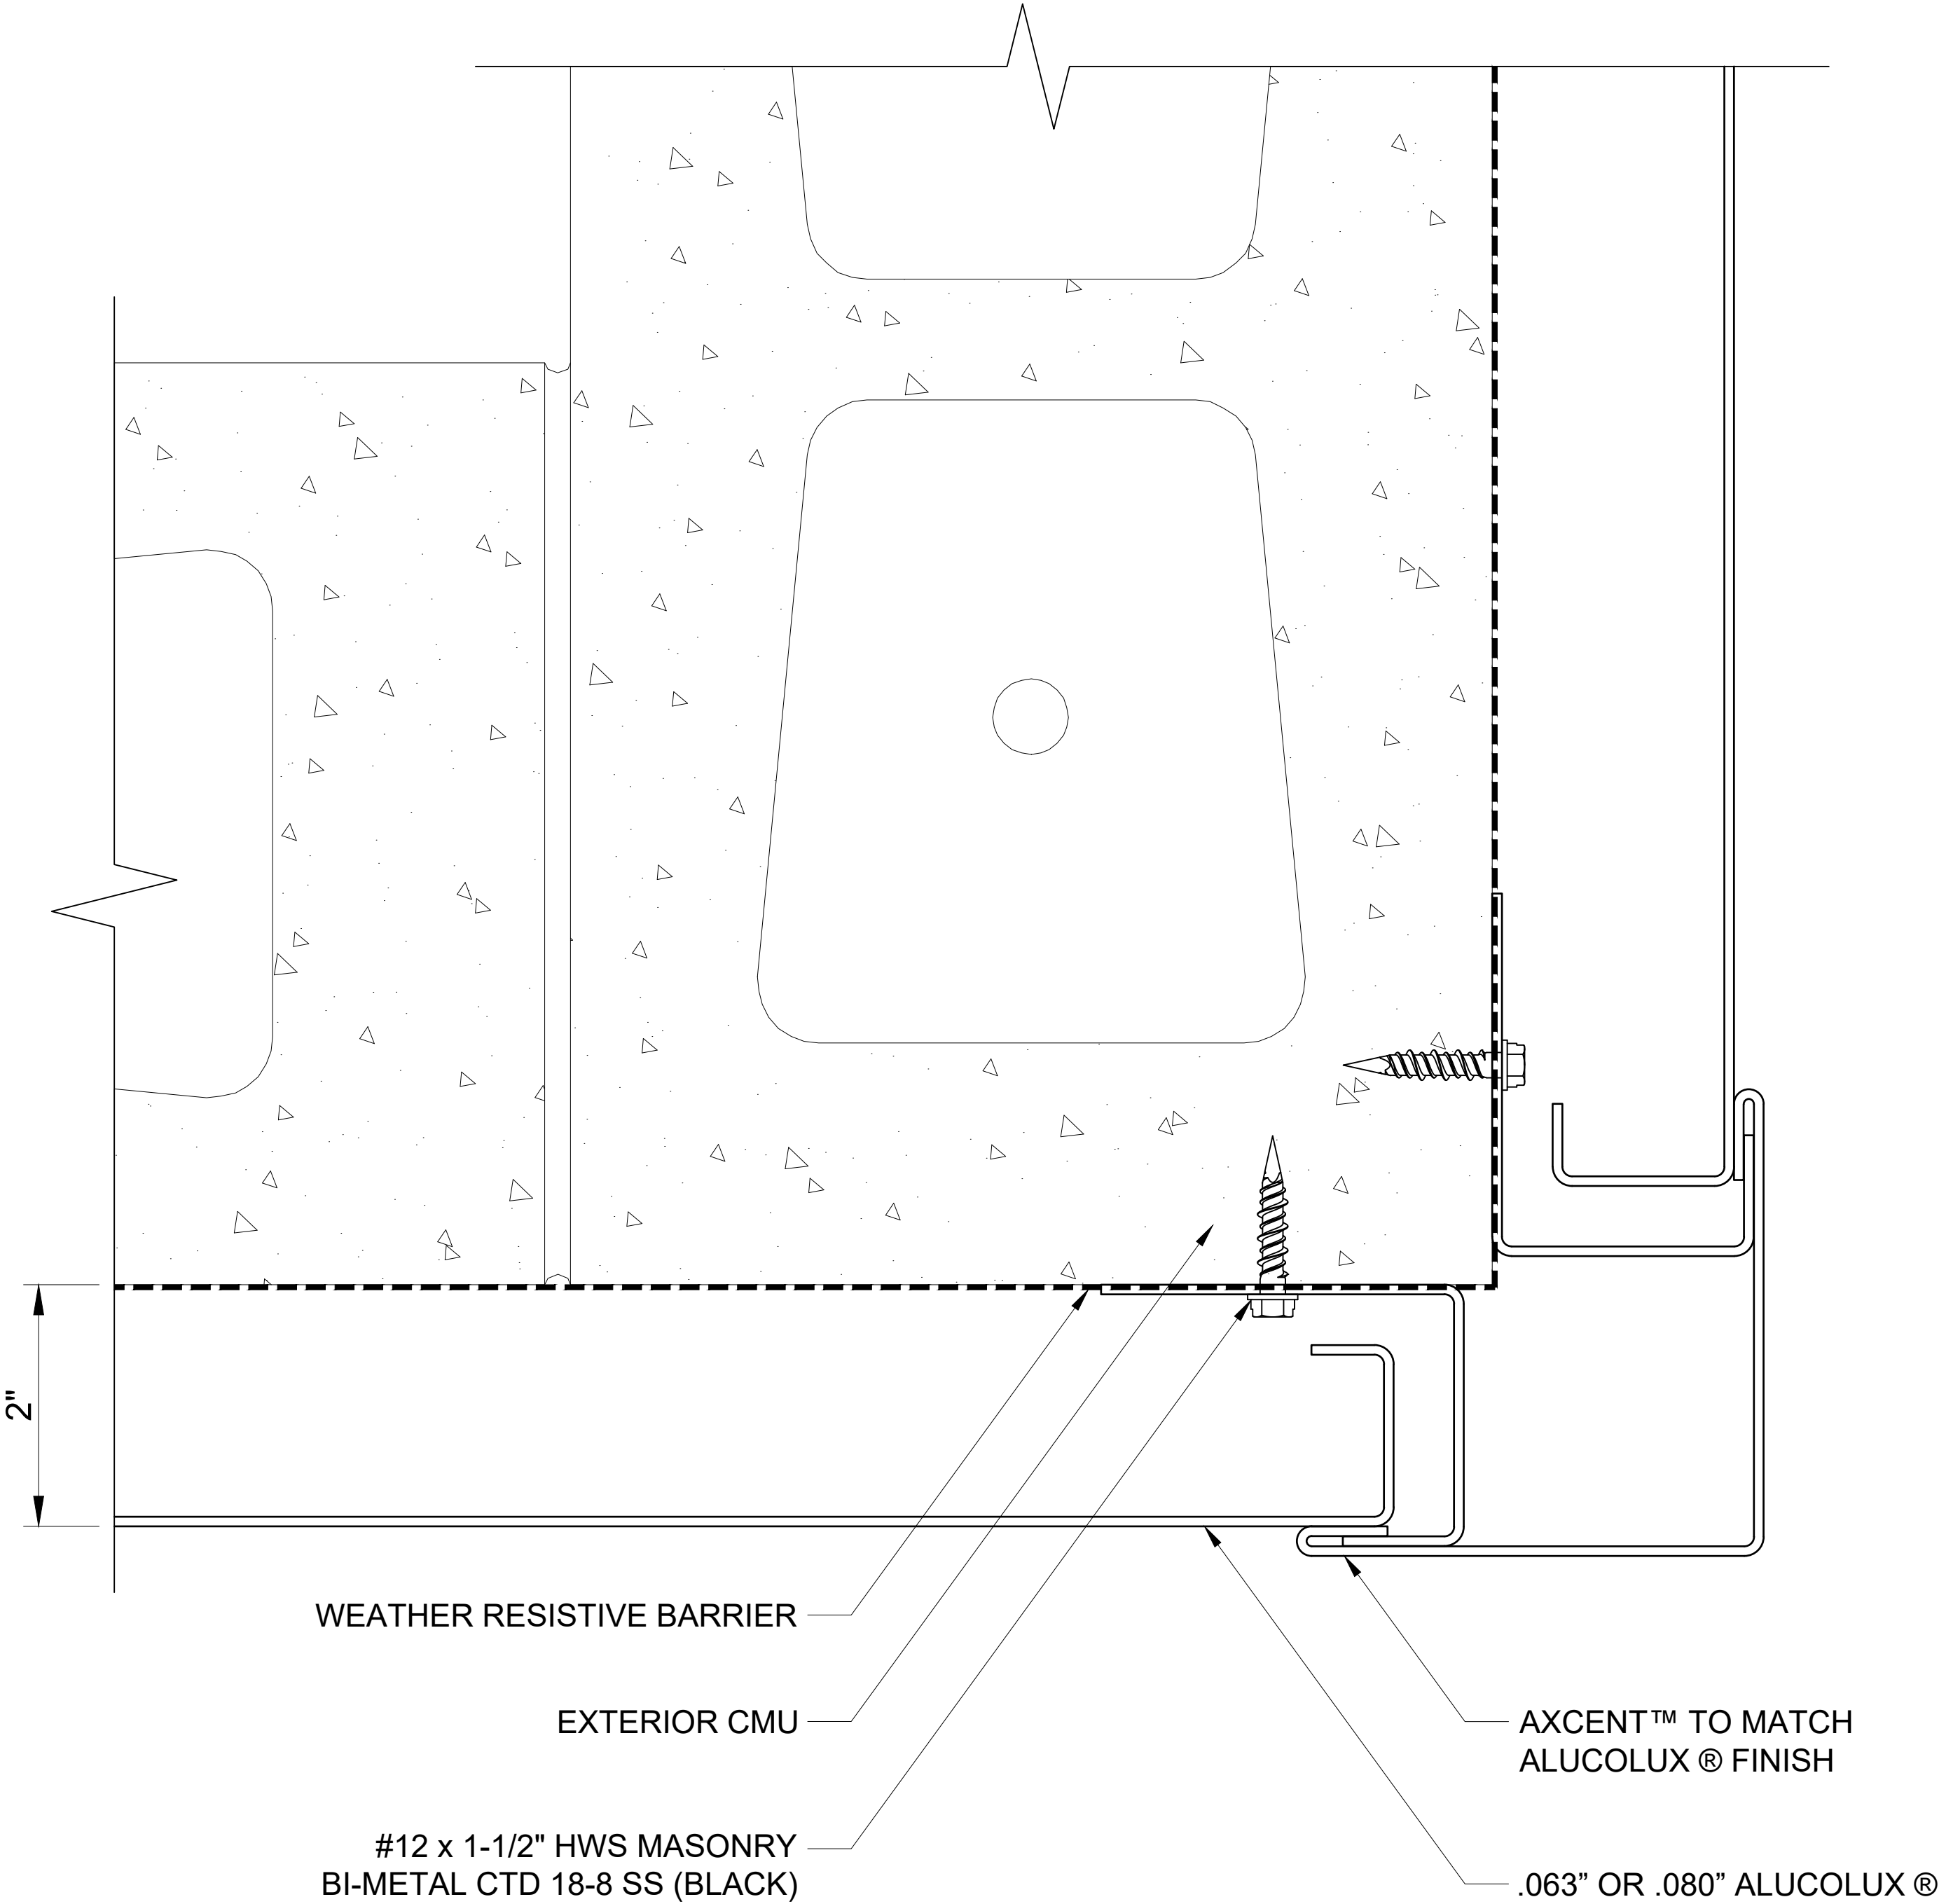 2"
WEATHER RESISTIVE BARRIER
EXTERIOR CMU
#12 x 1-1/2" HWS MASONRY
BI-METAL CTD 18-8 SS (BLACK)
AXCENT™ TO MATCH
ALUCOLUX ® FINISH
.063” OR .080” ALUCOLUX ®